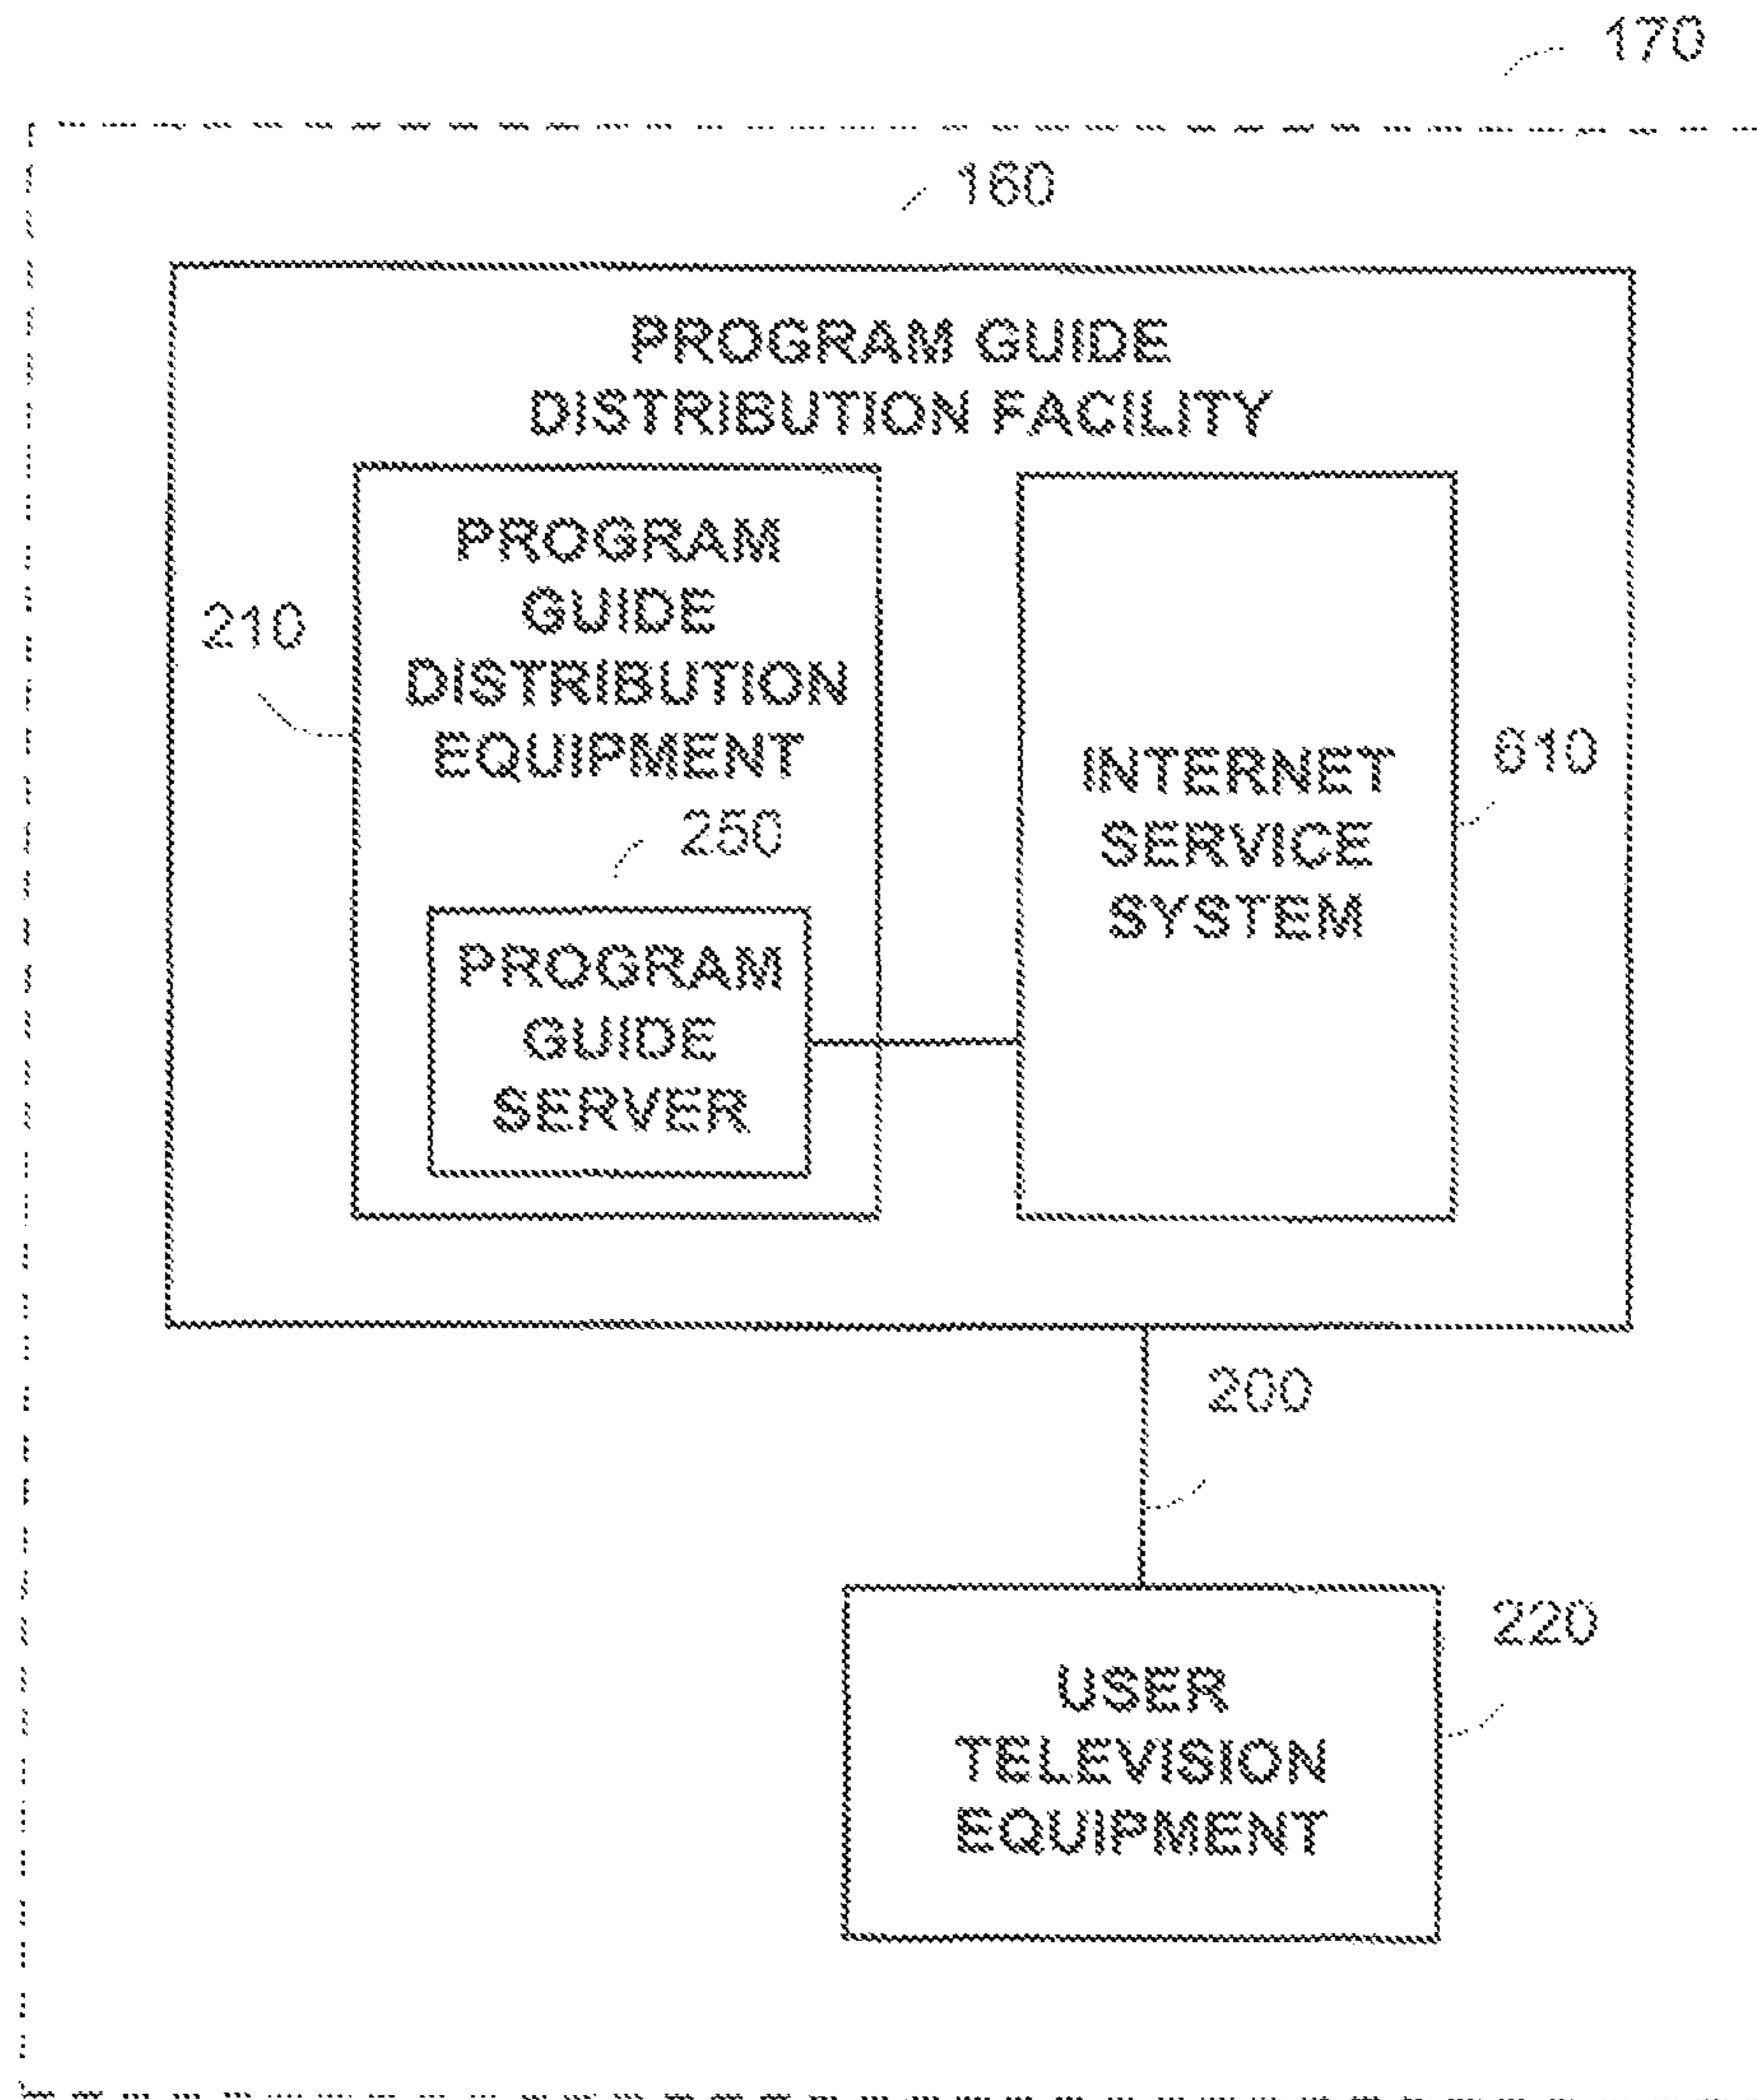 170
160
PROGRAM GUIDE
DISTRIBUTION FACILITY
210
PROGRAM
GUIDE
DISTRIBUTION
EQUIPMENT
250
PROGRAM
GUIDE
SERVER
INTERNET
SERVICE
SYSTEM
610
200
220
USER
TELEVISION
EQUIPMENT